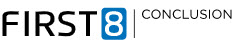 FIRST8 | CONCLUSION